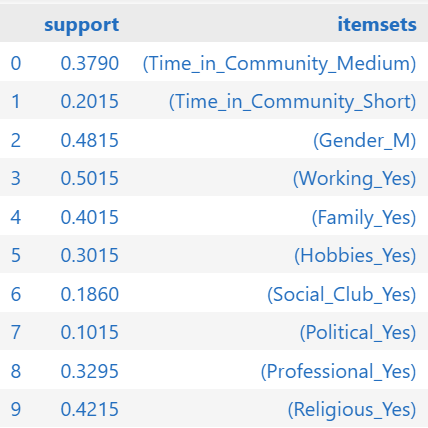 support itemsets
0 0.3790 (Time_in_Community_Medium)
1 0.2015 (Time_in_Community_Short)
2 0.4815 (Gender_M)
3 0.5015 (Working_Yes)
4 0.4015 (Family_Yes)
5 0.3015 (Hobbies_Yes)
6 0.1860 (Social_Club_Yes)
7 0.1015 (Political_Yes)
8 0.3295 (Professional_Yes)
9 0.4215 (Religious_Yes)